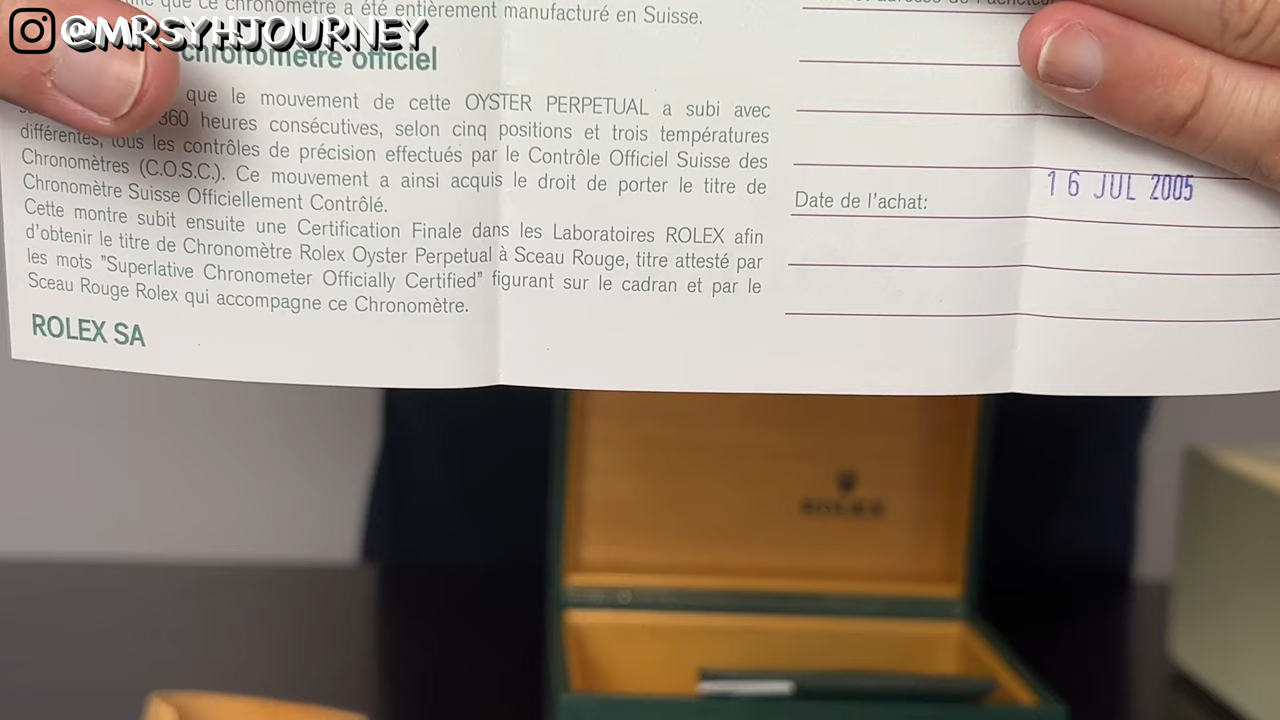 @MRSYHJOURNEY
que ce chronomètre a été entièrement manufacturé en Suisse.
chronomètre officiel
que le mouvement de cette OYSTER PERPETUAL a subi avec
360 heures consécutives, selon cinq positions et trois températures
différentes, tous les contrôles de précision effectués par le Contrôle Officiel Suisse des
Chronomètres (C.O.S.C.). Ce mouvement a ainsi acquis le droit de porter le titre de
Chronomètre Suisse Officiellement Contrôlé.
Cette montre subit ensuite une Certification Finale dans les Laboratoires ROLEX afin
d'obtenir le titre de Chronomètre Rolex Oyster Perpetual à Sceau Rouge, titre attesté par
les mots "Superlative Chronometer Officially Certified" figurant sur le cadran et par le
Sceau Rouge Rolex qui accompagne ce Chronomètre.
ROLEX SA
et adresse de l'acheteur
Date de l'achat: 16 JUL 2005
ROLEX